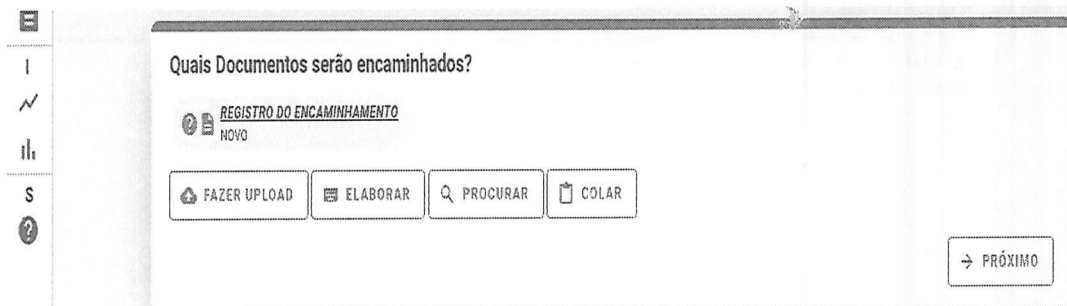 I
S
Quais Documentos serão encaminhados?
REGISTRO DO ENCAMINHAMENTO
NOVO
FAZER UPLOAD ELABORAR PROCURAR COLAR
PRÓXIMO